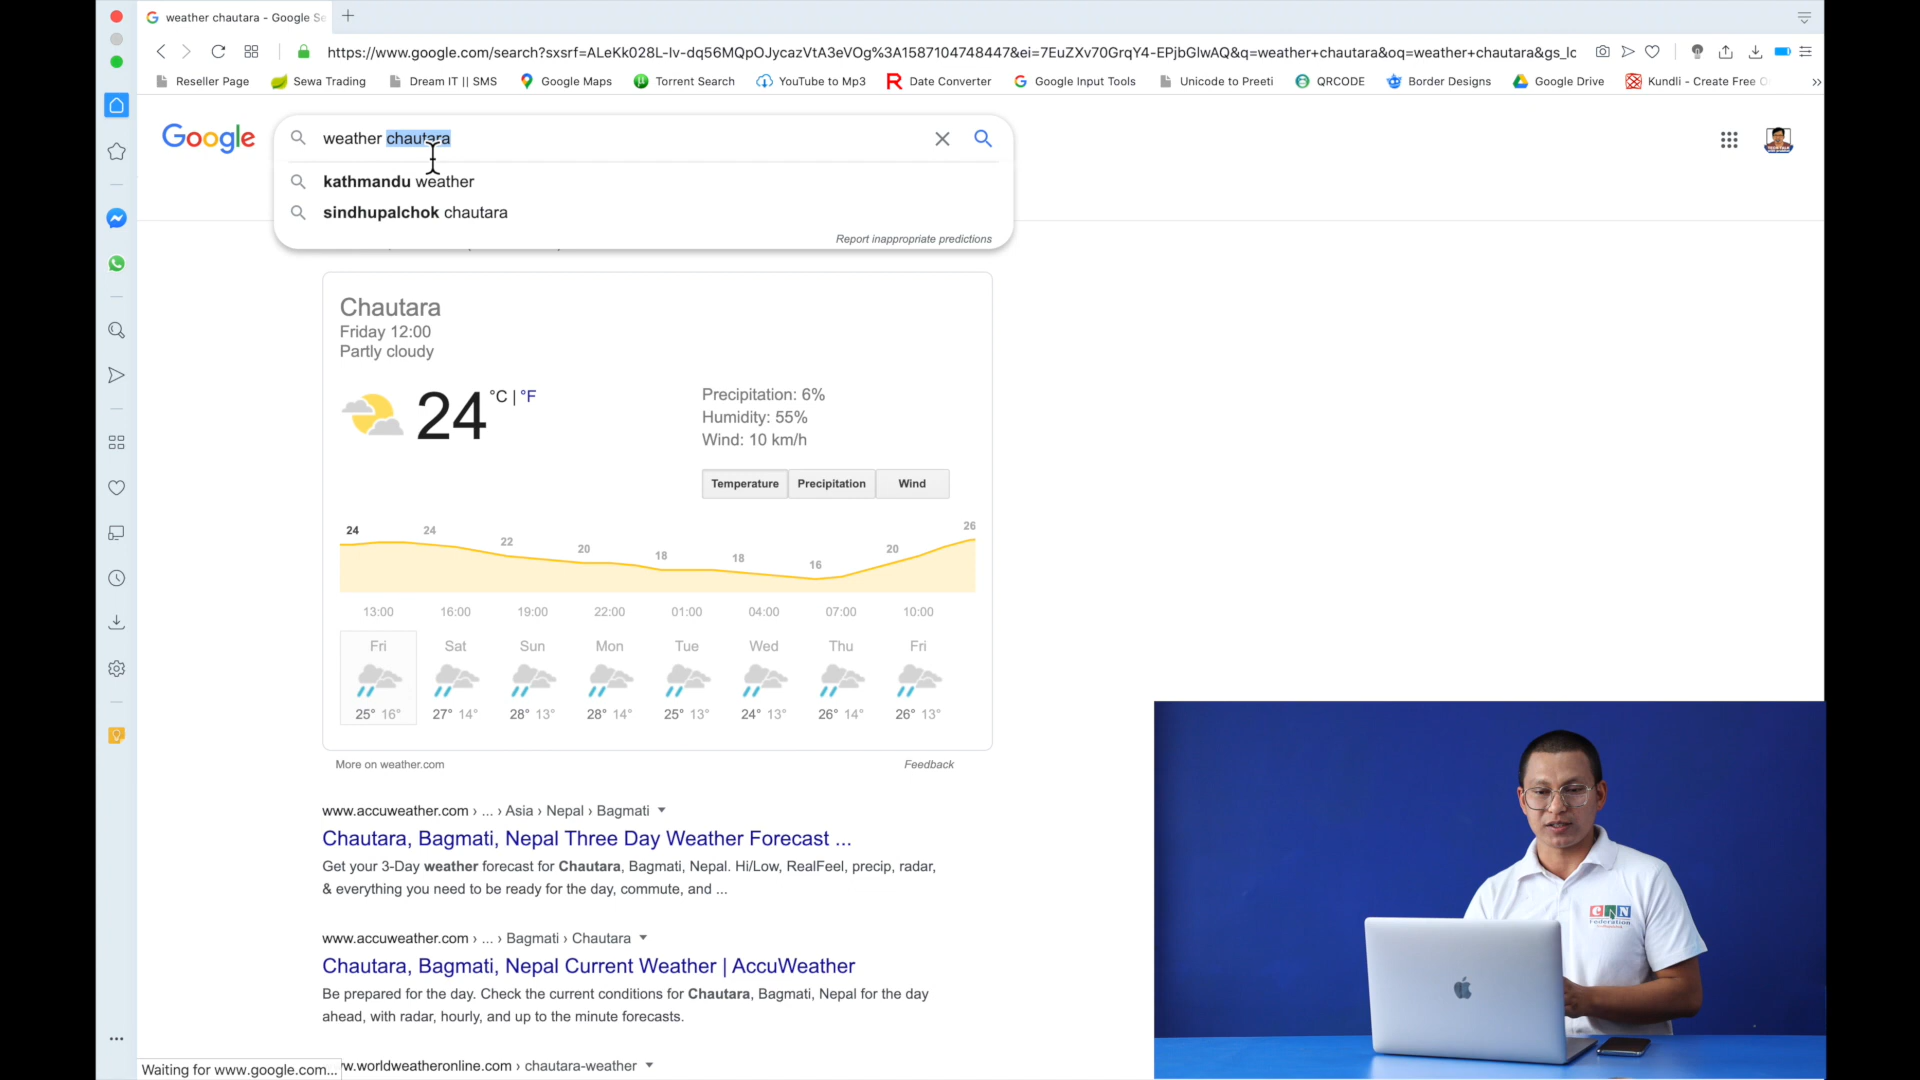 weather chautara - Google Se
https://www.google.com/search?sxsrf=ALeKk028L-Iv-dq56MQpOJycazVtA3eVOg%3A1587104748447&ei=7EuZXv70GrqY4-EPjbGlwAQ&q=weather+chautara&oq=weather+chautara&gs_lc
Reseller Page Sewa Trading Dream IT || SMS Google Maps Torrent Search YouTube to Mp3 Date Converter Google Input Tools Unicode to Preeti QRCODE Border Designs Google Drive Kundli - Create Free
Google
weather chautara
kathmandu weather
sindhupalchok chautara
Report inappropriate predictions
Chautara
Friday 12:00
Partly cloudy
24 °C | °F
Precipitation: 6%
Humidity: 55%
Wind: 10 km/h
Temperature Precipitation Wind
24 24 22 20 18 18 16 20 26
13:00 16:00 19:00 22:00 01:00 04:00 07:00 10:00
Fri Sat Sun Mon Tue Wed Thu Fri
25° 16° 27° 14° 28° 13° 28° 14° 25° 13° 24° 13° 26° 14° 26° 13°
More on weather.com
Feedback
www.accuweather.com › ... › Asia › Nepal › Bagmati
Chautara, Bagmati, Nepal Three Day Weather Forecast ...
Get your 3-Day weather forecast for Chautara, Bagmati, Nepal. Hi/Low, RealFeel, precip, radar,
& everything you need to be ready for the day, commute, and ...
www.accuweather.com › ... › Bagmati › Chautara
Chautara, Bagmati, Nepal Current Weather | AccuWeather
Be prepared for the day. Check the current conditions for Chautara, Bagmati, Nepal for the day
ahead, with radar, hourly, and up to the minute forecasts.
Waiting for www.google.com...
w.worldweatheronline.com › chautara-weather
CAN
Federation